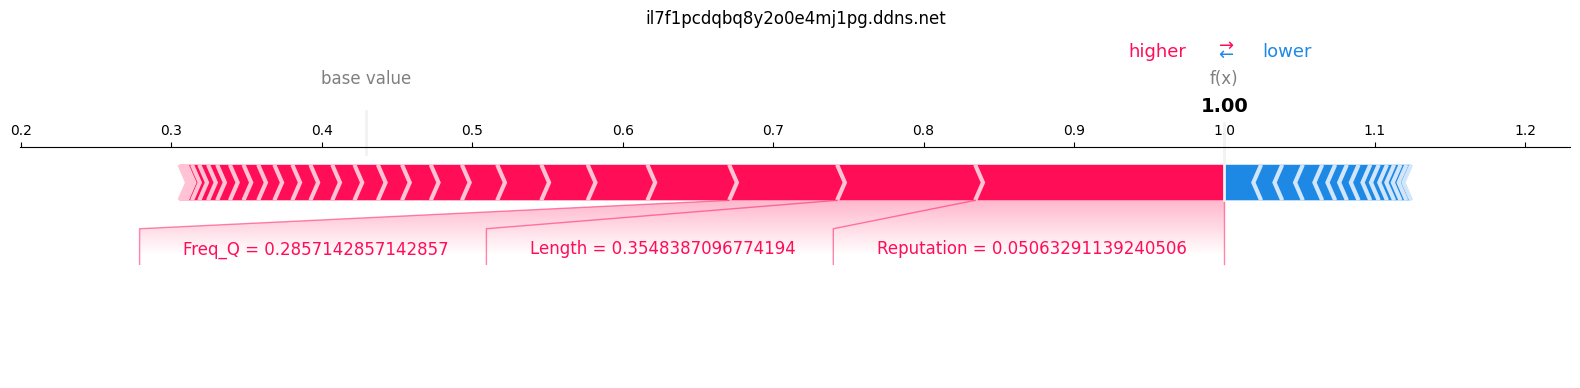 il7f1pcdqbq8y2o0e4mj1pg.ddns.net
higher ⇄ lower
base value f(x)
1.00
0.2 0.3 0.4 0.5 0.6 0.7 0.8 0.9 1.0 1.1 1.2
Freq_Q = 0.2857142857142857 Length = 0.3548387096774194 Reputation = 0.05063291139240506